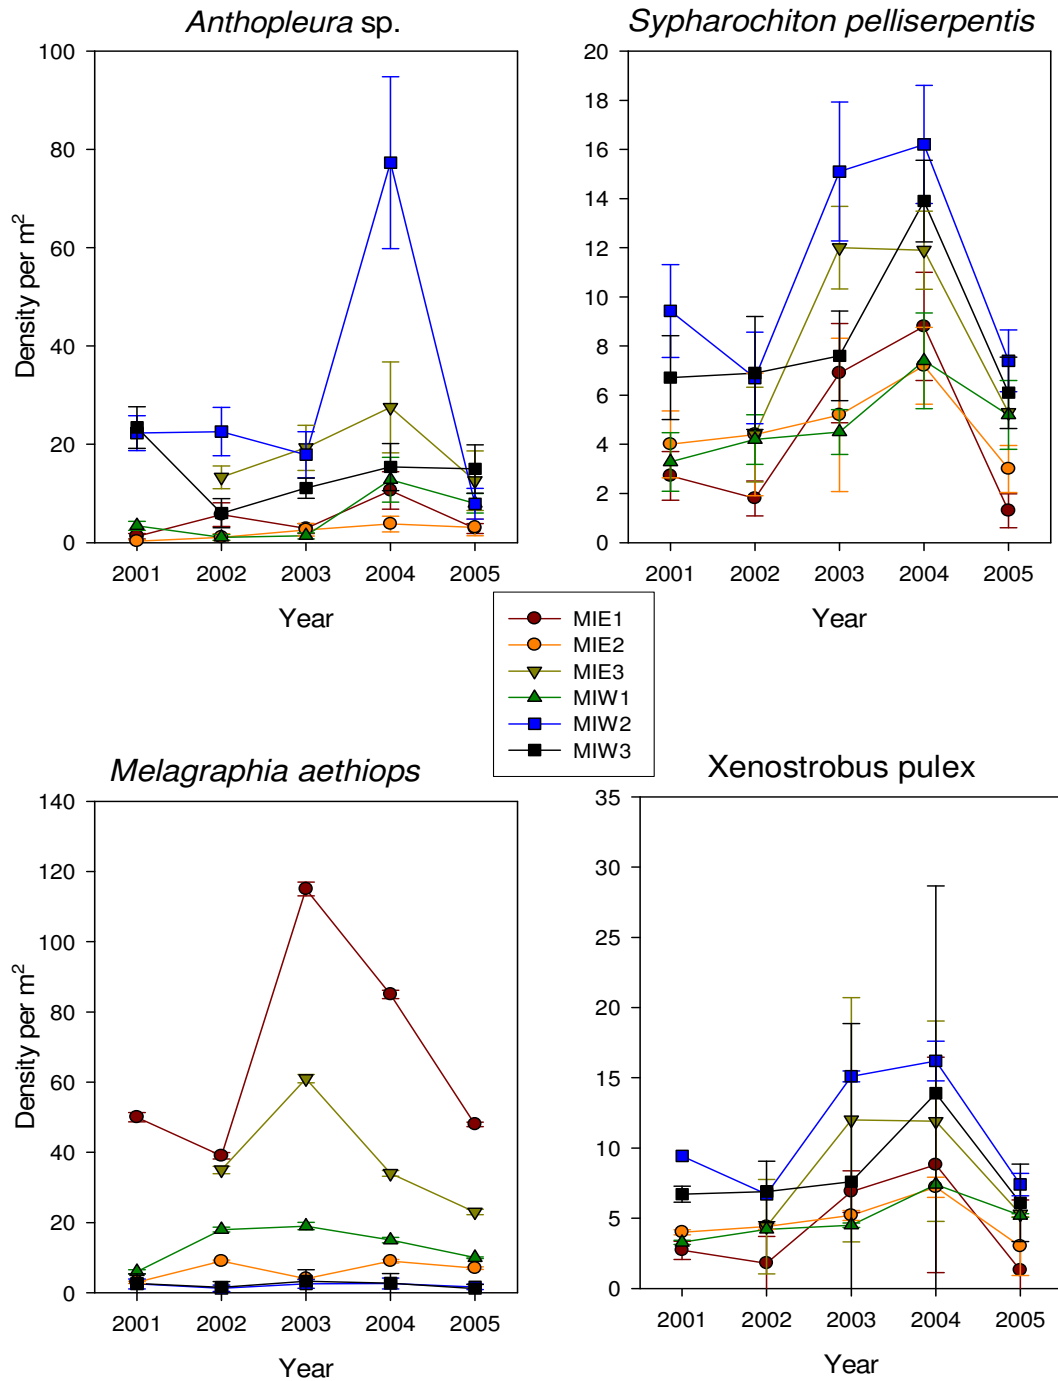 Anthopleura sp.
100
80
60
40
20
0
Density per m2
2001 2002 2003 2004 2005
Year
Sypharochiton pelliserpentis
20
18
16
14
12
10
8
6
4
2
0
2001 2002 2003 2004 2005
Year
MIE1
MIE2
MIE3
MIW1
MIW2
MIW3
Melagraphia aethiops
140
120
100
80
60
40
20
0
Density per m2
2001 2002 2003 2004 2005
Year
Xenostrobus pulex
35
30
25
20
15
10
5
0
2001 2002 2003 2004 2005
Year